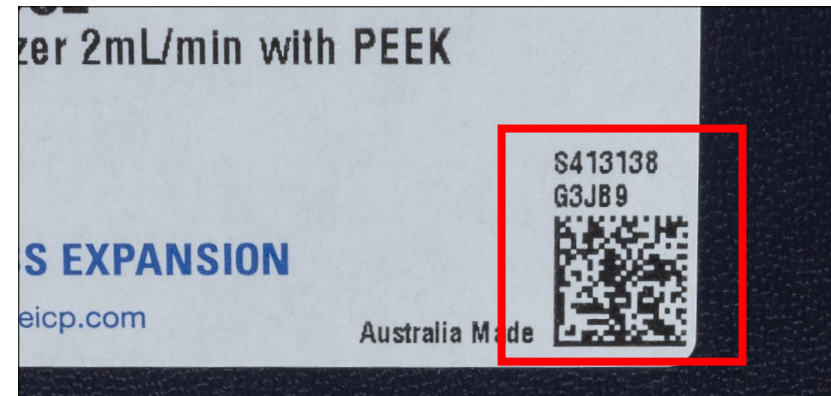 zer 2mL/min with PEEK
S413138
G3JB9
S EXPANSION
eicp.com
Australia Made